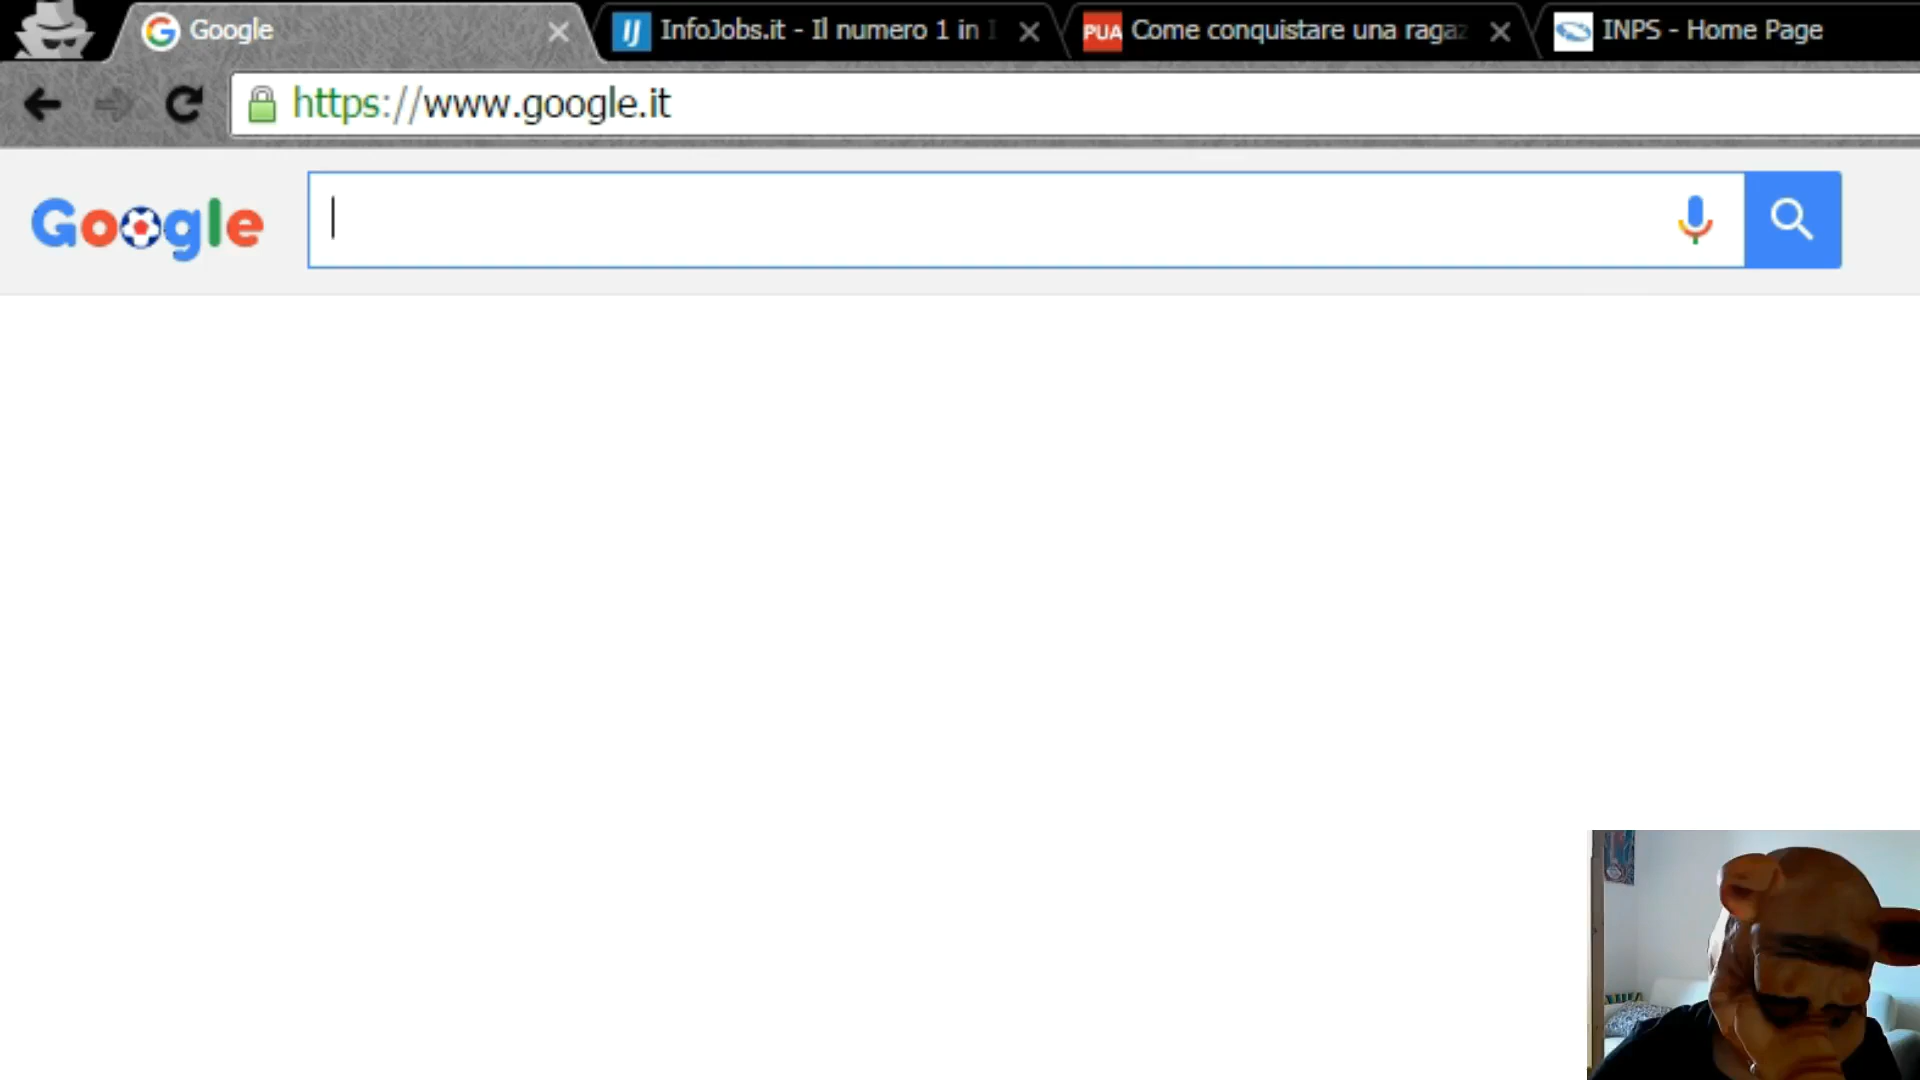 Google
InfoJobs.it - Il numero 1 in
PUA Come conquistare una ragaz
INPS - Home Page
https://www.google.it
Google